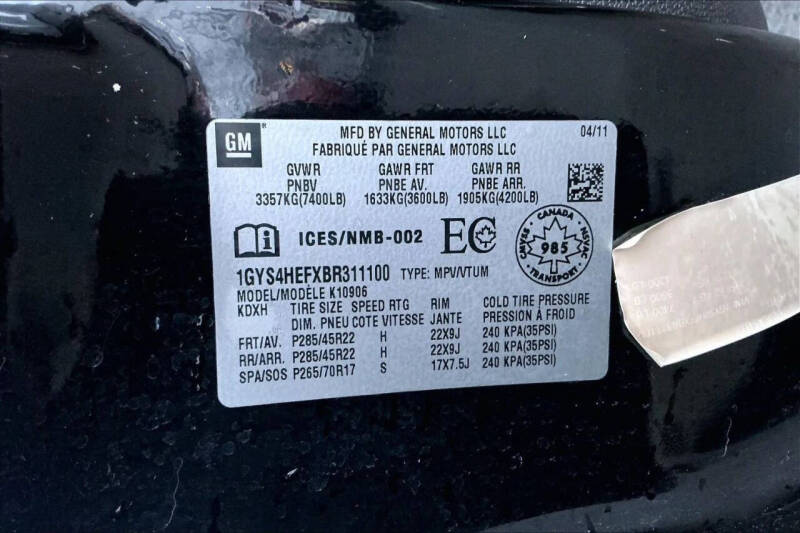 GM
MFD BY GENERAL MOTORS LLC 04/11
FABRIQUÉ PAR GENERAL MOTORS LLC
GVWR GAWR FRT GAWR RR
PNBV PNBE AV. PNBE ARR.
3357KG(7400LB) 1633KG(3600LB) 1905KG(4200LB)
ICES/NMB-002 EC
CANADA
CMVSS 985 NSVAC
TRANSPORT
1GYS4HEFXBR311100 TYPE: MPV/VTUM
MODEL/MODÈLE K10906
KDXH TIRE SIZE SPEED RTG RIM COLD TIRE PRESSURE
DIM. PNEU COTE VITESSE JANTE PRESSION À FROID
FRT/AV. P285/45R22 H 22X9J 240 KPA(35PSI)
RR/ARR. P285/45R22 H 22X9J 240 KPA(35PSI)
SPA/SOS P265/70R17 S 17X7.5J 240 KPA(35PSI)